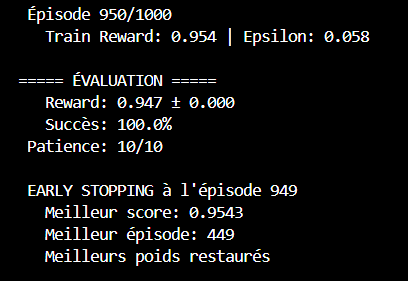 Épisode 950/1000
Train Reward: 0.954 | Epsilon: 0.058
===== ÉVALUATION =====
Reward: 0.947 ± 0.000
Succès: 100.0%
Patience: 10/10
EARLY STOPPING à l'épisode 949
Meilleur score: 0.9543
Meilleur épisode: 449
Meilleurs poids restaurés